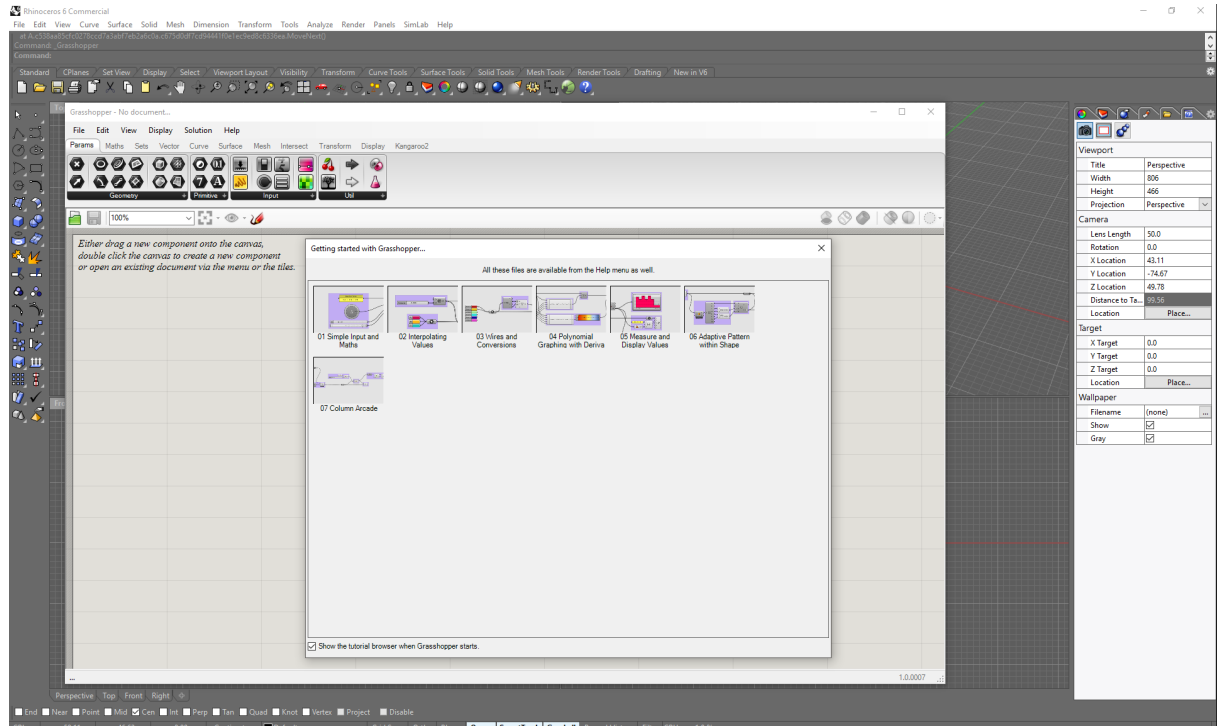 Rhinoceros 6 Commercial
File Edit View Curve Surface Solid Mesh Dimension Transform Tools Analyze Render Panels SimLab Help
Command: _Grasshopper
Command:
Standard CPlanes Set View Display Select Viewport Layout Visibility Transform Curve Tools Surface Tools Solid Tools Mesh Tools Render Tools Drafting New in V6
Grasshopper - No document...
File Edit View Display Solution Help
Params Maths Sets Vector Curve Surface Mesh Intersect Transform Display Kangaroo2
Geometry + Primitive + Input + Util +
100%
Either drag a new component onto the canvas,
double click the canvas to create a new component
or open an existing document via the menu or the tiles.
Getting started with Grasshopper...
All these files are available from the Help menu as well.
01 Simple Input and Maths
02 Interpolating Values
03 Wires and Conversions
04 Polynomial Graphing with Deriva
05 Measure and Display Values
06 Adaptive Pattern within Shape
07 Column Arcade
Show the tutorial browser when Grasshopper starts.
... 1.0.0007
Viewport
Title Perspective
Width 806
Height 466
Projection Perspective
Camera
Lens Length 50.0
Rotation 0.0
X Location 43.11
Y Location -74.67
Z Location 49.78
Distance to Ta... 99.56
Location Place...
Target
X Target 0.0
Y Target 0.0
Z Target 0.0
Location Place...
Wallpaper
Filename (none) ...
Show
Gray
Perspective Top Front Right
End Near Point Mid Cen Int Perp Tan Quad Knot Vertex Project Disable